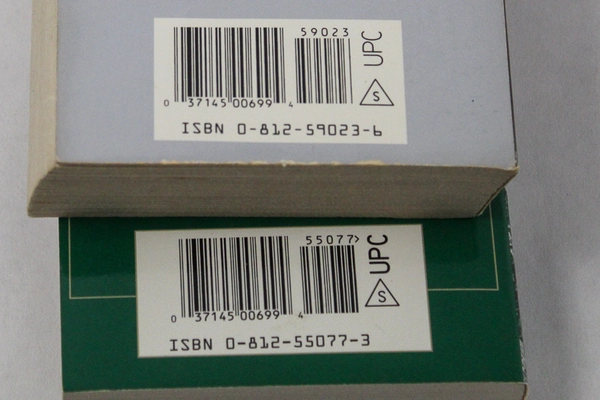 59023
UPC
S
0 37145 00699 4
ISBN 0-812-59023-6
55077>
UPC
S
0 37145 00699 4
ISBN 0-812-55077-3